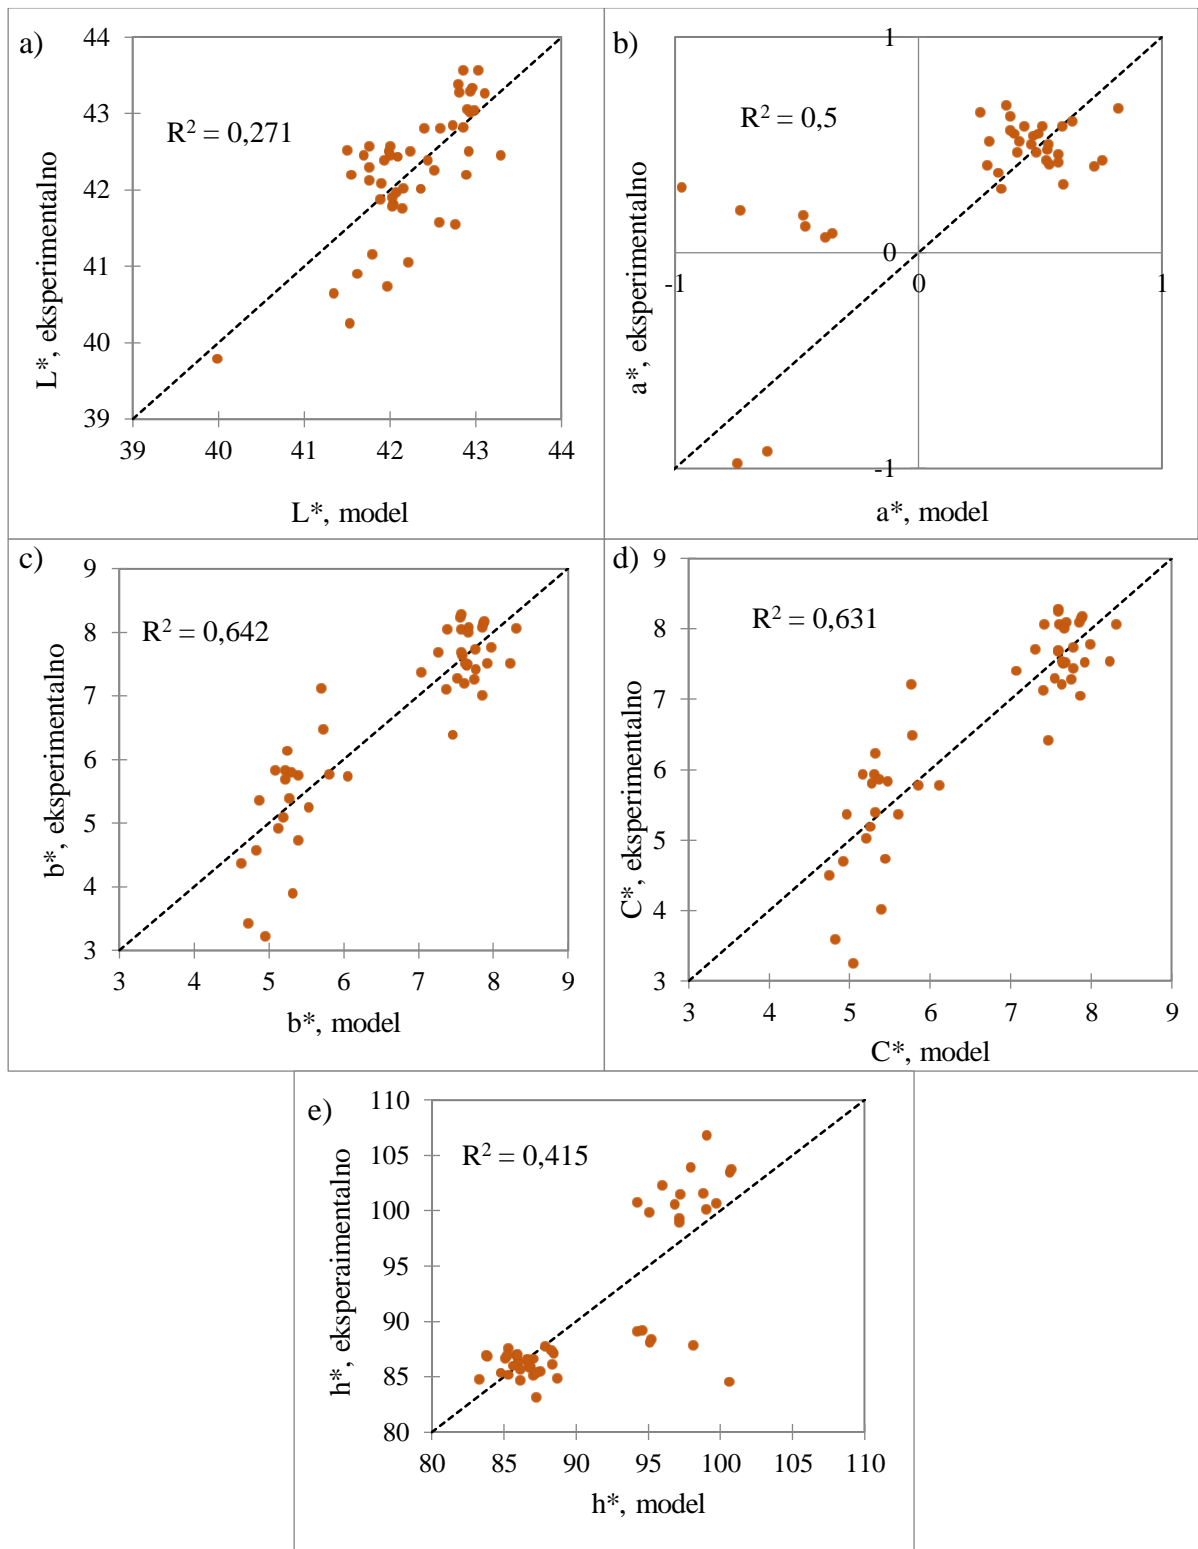 a)
44
43
42
41
40
39
L*, eksperimentalno
R² = 0,271
39 40 41 42 43 44
L*, model
b)
1
R² = 0,5
a*, eksperimentalno
0
-1 0 1
-1
a*, model
c)
9
8
7
6
5
4
3
b*, eksperimentalno
R² = 0,642
3 4 5 6 7 8 9
b*, model
d)
9
8
7
6
5
4
3
C*, eksperimentalno
R² = 0,631
3 4 5 6 7 8 9
C*, model
e)
110
105
100
95
90
85
80
h*, eksperaimentalno
R² = 0,415
80 85 90 95 100 105 110
h*, model